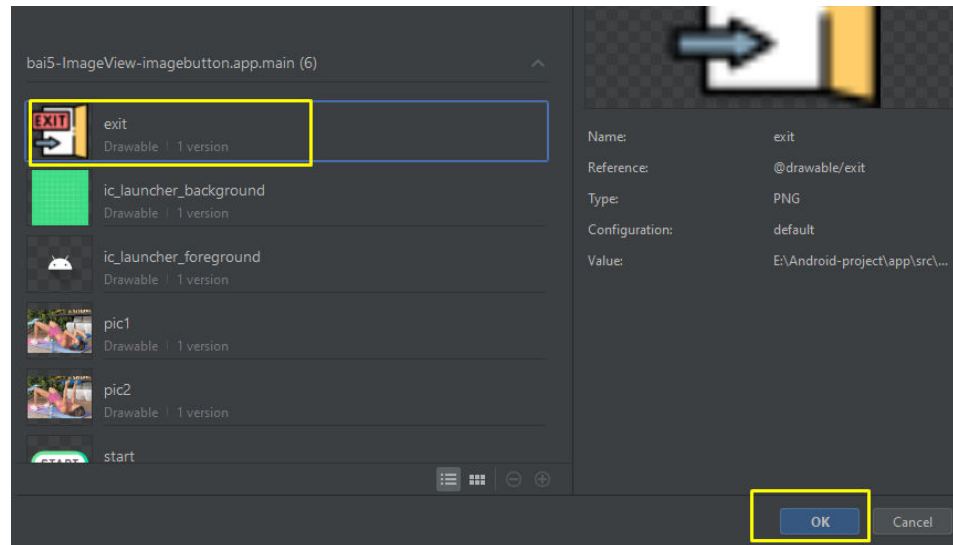 bai5-ImageView-imagebutton.app.main (6)
EXIT
exit
Drawable | 1 version
ic_launcher_background
Drawable | 1 version
ic_launcher_foreground
Drawable | 1 version
pic1
Drawable | 1 version
pic2
Drawable | 1 version
START
start
Name: exit
Reference: @drawable/exit
Type: PNG
Configuration: default
Value: E:\Android-project\app\src\...
OK Cancel